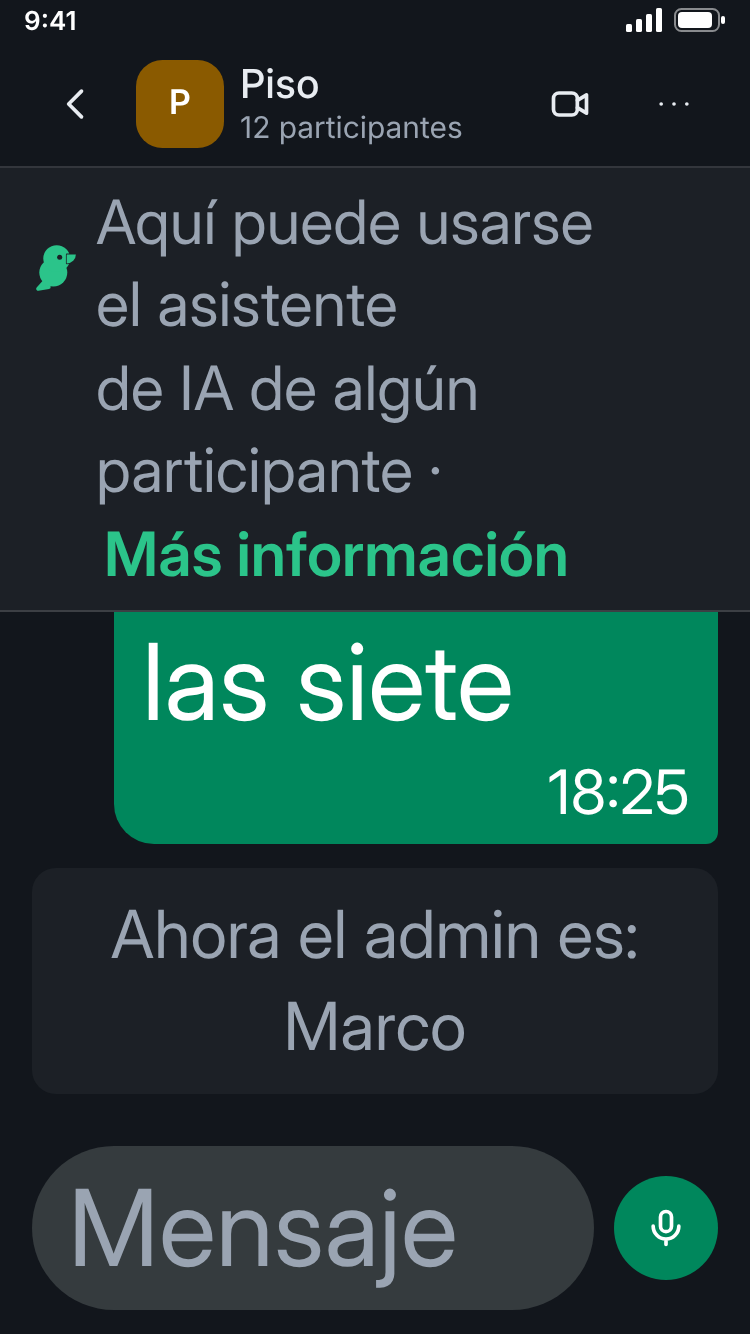 9:41
P
Piso
12 participantes
...
Aquí puede usarse
el asistente
de IA de algún
participante ·
Más información
las siete
18:25
Ahora el admin es:
Marco
Mensaje